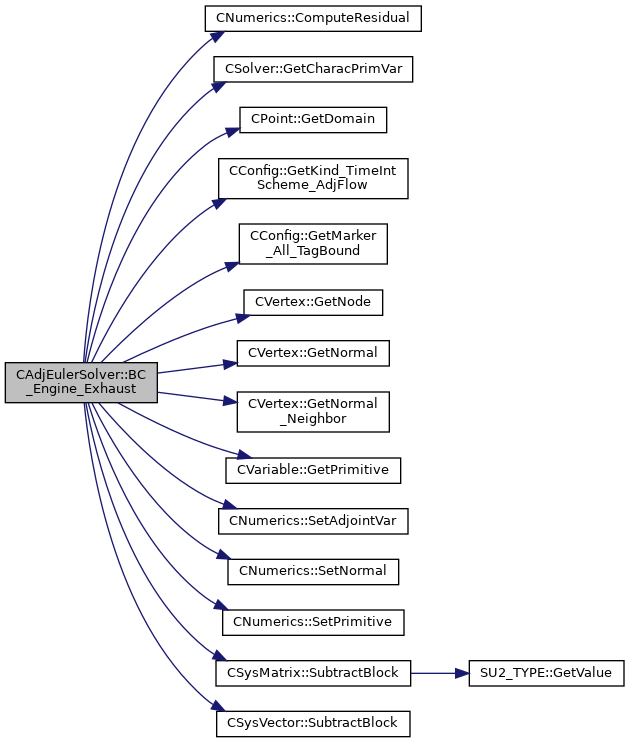 CNumerics::ComputeResidual
CSolver::GetCharacPrimVar
CPoint::GetDomain
CConfig::GetKind_TimeInt
Scheme_AdjFlow
CConfig::GetMarker
_All_TagBound
CVertex::GetNode
CVertex::GetNormal
CAdjEulerSolver::BC
_Engine_Exhaust
CVertex::GetNormal
_Neighbor
CVariable::GetPrimitive
CNumerics::SetAdjointVar
CNumerics::SetNormal
CNumerics::SetPrimitive
CSysMatrix::SubtractBlock
SU2_TYPE::GetValue
CSysVector::SubtractBlock